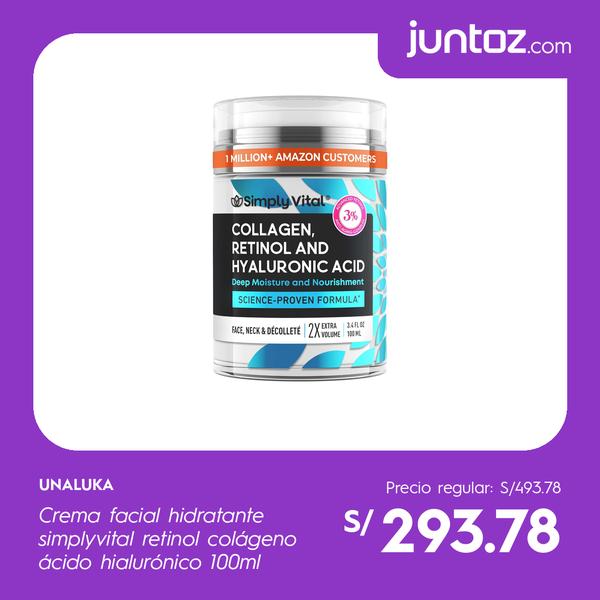 juntoz.com
1 MILLION+ AMAZON CUSTOMERS
SimplyVital®
3%
COLLAGEN,
RETINOL AND
HYALURONIC ACID
Deep Moisture and Nourishment
SCIENCE-PROVEN FORMULA*
FACE, NECK & DÉCOLLETÉ
2X EXTRA VOLUME
3.4 FL OZ
100 ML
UNALUKA
Crema facial hidratante
simplyvital retinol colágeno
ácido hialurónico 100ml
Precio regular: S/493.78
S/293.78